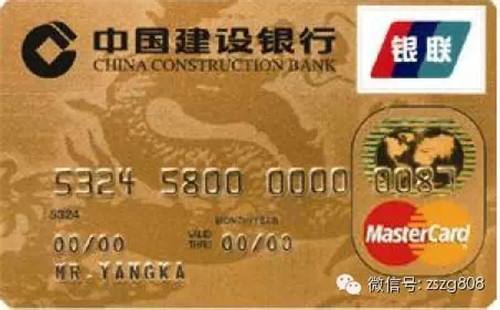 中国建设银行
CHINA CONSTRUCTION BANK
银联
5324 5800 0000 0087
5324
MONTH/YEAR
00/00
VALID
THRU
00/00
MasterCard
MR.YANGKA
微信号: zszg808